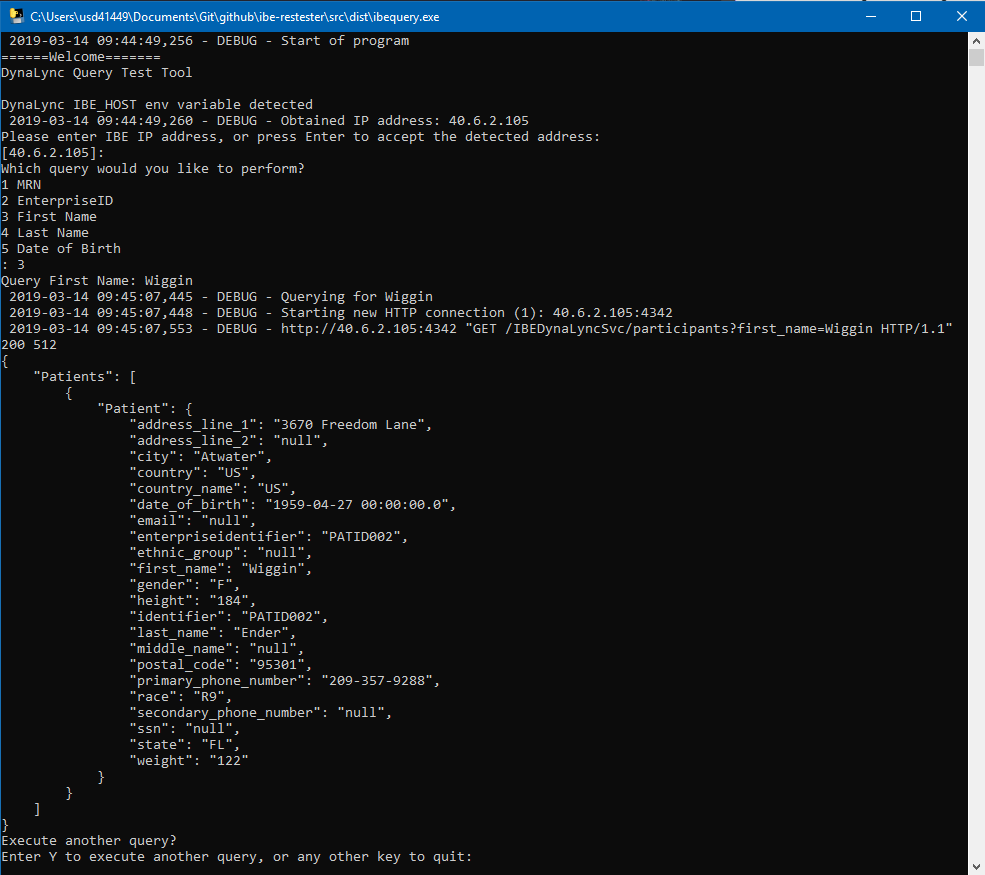 C:\Users\usd41449\Documents\Git\github\ibe-restester\src\dist\ibequery.exe
 2019-03-14 09:44:49,256 - DEBUG - Start of program
======Welcome=======
DynaLync Query Test Tool

DynaLync IBE_HOST env variable detected
 2019-03-14 09:44:49,260 - DEBUG - Obtained IP address: 40.6.2.105
Please enter IBE IP address, or press Enter to accept the detected address:
[40.6.2.105]:
Which query would you like to perform?
1 MRN
2 EnterpriseID
3 First Name
4 Last Name
5 Date of Birth
: 3
Query First Name: Wiggin
 2019-03-14 09:45:07,445 - DEBUG - Querying for Wiggin
 2019-03-14 09:45:07,448 - DEBUG - Starting new HTTP connection (1): 40.6.2.105:4342
 2019-03-14 09:45:07,553 - DEBUG - http://40.6.2.105:4342 "GET /IBEDynaLyncSvc/participants?first_name=Wiggin HTTP/1.1"
200 512
{
    "Patients": [
        {
            "Patient": {
                "address_line_1": "3670 Freedom Lane",
                "address_line_2": "null",
                "city": "Atwater",
                "country": "US",
                "country_name": "US",
                "date_of_birth": "1959-04-27 00:00:00.0",
                "email": "null",
                "enterpriseidentifier": "PATID002",
                "ethnic_group": "null",
                "first_name": "Wiggin",
                "gender": "F",
                "height": "184",
                "identifier": "PATID002",
                "last_name": "Ender",
                "middle_name": "null",
                "postal_code": "95301",
                "primary_phone_number": "209-357-9288",
                "race": "R9",
                "secondary_phone_number": "null",
                "ssn": "null",
                "state": "FL",
                "weight": "122"
            }
        }
    ]
}
Execute another query?
Enter Y to execute another query, or any other key to quit: